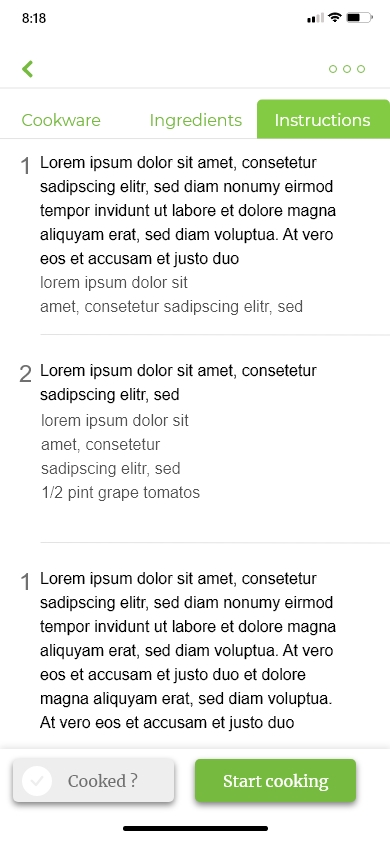 8:18
Cookware Ingredients Instructions
1 Lorem ipsum dolor sit amet, consetetur
sadipscing elitr, sed diam nonumy eirmod
tempor invidunt ut labore et dolore magna
aliquyam erat, sed diam voluptua. At vero
eos et accusam et justo duo
lorem ipsum dolor sit
amet, consetetur sadipscing elitr, sed
2 Lorem ipsum dolor sit amet, consetetur
sadipscing elitr, sed
lorem ipsum dolor sit
amet, consetetur
sadipscing elitr, sed
1/2 pint grape tomatos
1 Lorem ipsum dolor sit amet, consetetur
sadipscing elitr, sed diam nonumy eirmod
tempor invidunt ut labore et dolore magna
aliquyam erat, sed diam voluptua. At vero
eos et accusam et justo duo et dolore
magna aliquyam erat, sed diam voluptua.
At vero eos et accusam et justo duo
Cooked ? Start cooking